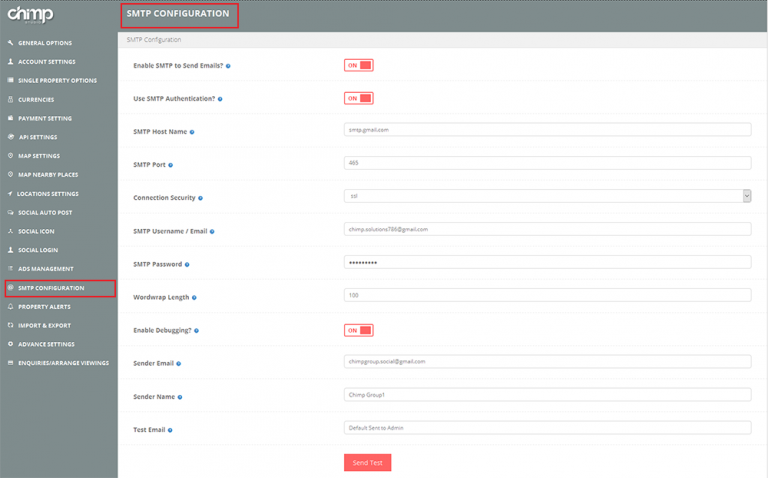 chimp
SMTP CONFIGURATION
GENERAL OPTIONS
ACCOUNT SETTINGS
SINGLE PROPERTY OPTIONS
CURRENCIES
PAYMENT SETTING
API SETTINGS
MAP SETTINGS
MAP NEARBY PLACES
LOCATIONS SETTINGS
SOCIAL AUTO POST
SOCIAL ICON
SOCIAL LOGIN
ADS MANAGEMENT
SMTP CONFIGURATION
PROPERTY ALERTS
IMPORT & EXPORT
ADVANCE SETTINGS
ENQUIRIES/ARRANGE VIEWINGS
SMTP Configuration
Enable SMTP to Send Emails? ON
Use SMTP Authentication? ON
SMTP Host Name smtp.gmail.com
SMTP Port 465
Connection Security ssl
SMTP Username / Email chimp.solutions786@gmail.com
SMTP Password •••••••••
Wordwrap Length 100
Enable Debugging? ON
Sender Email chimpgroup.social@gmail.com
Sender Name Chimp Group1
Test Email Default Sent to Admin
Send Test